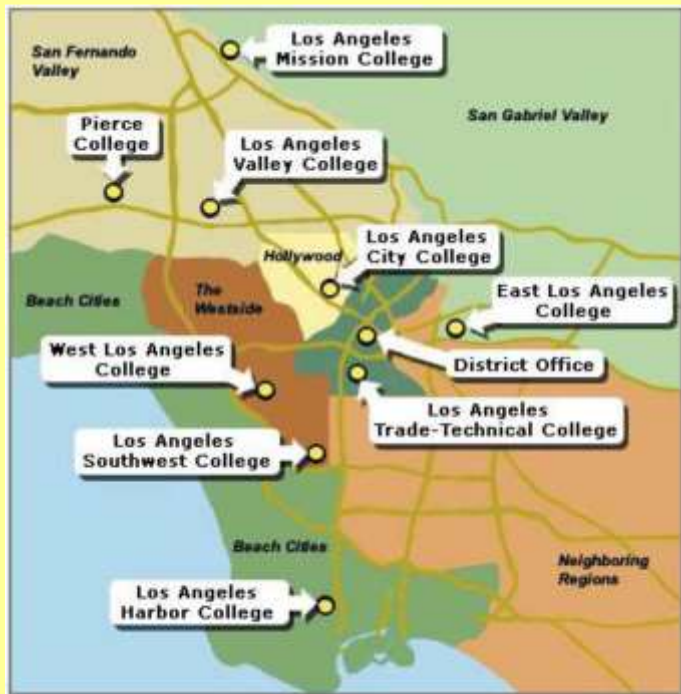 Los Angeles
Mission College
San Fernando
Valley
San Gabriel Valley
Pierce
College
Los Angeles
Valley College
Hollywood
Los Angeles
City College
Beach Cities
The
Westside
East Los Angeles
College
West Los Angeles
College
District Office
Los Angeles
Trade-Technical College
Los Angeles
Southwest College
Beach Cities
Neighboring
Regions
Los Angeles
Harbor College